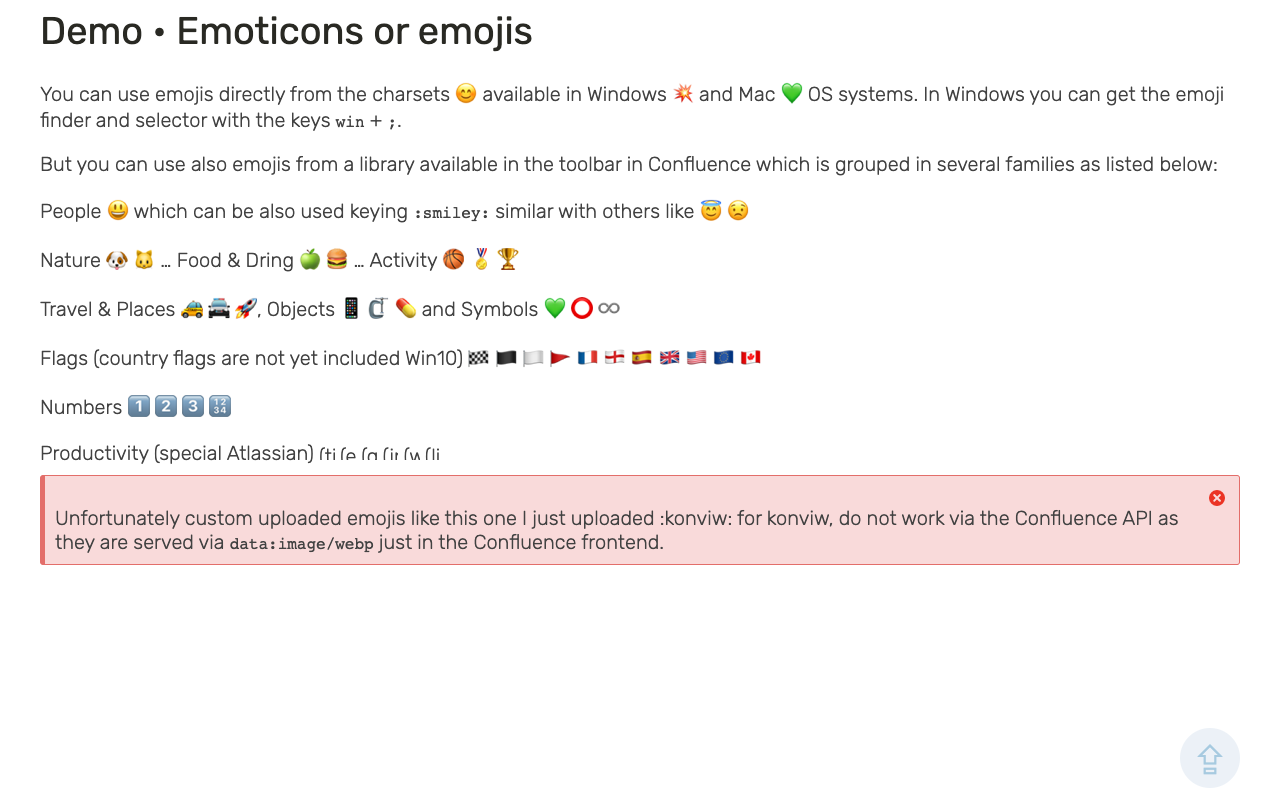 Demo • Emoticons or emojis
You can use emojis directly from the charsets 😊 available in Windows 💥 and Mac 💚 OS systems. In Windows you can get the emoji
finder and selector with the keys win + ;.
But you can use also emojis from a library available in the toolbar in Confluence which is grouped in several families as listed below:
People 😃 which can be also used keying :smiley: similar with others like 😇 😟
Nature 🐶 🐱 … Food & Dring 🍏 🍔 … Activity 🏀 🏅 🏆
Travel & Places 🚕 🚘 🚀, Objects 📱 🗜 💊 and Symbols 💚 ⭕ ♾
Flags (country flags are not yet included Win10) 🏁 🏴 🏳 🚩 🇫🇷 🏴󠁧󠁢󠁥󠁮󠁧󠁿 🇪🇸 🇬🇧 🇺🇸 🇪🇺 🇨🇦
Numbers 1️⃣ 2️⃣ 3️⃣ 🔢
Productivity (special Atlassian)
Unfortunately custom uploaded emojis like this one I just uploaded :konviw: for konviw, do not work via the Confluence API as
they are served via data:image/webp just in the Confluence frontend.